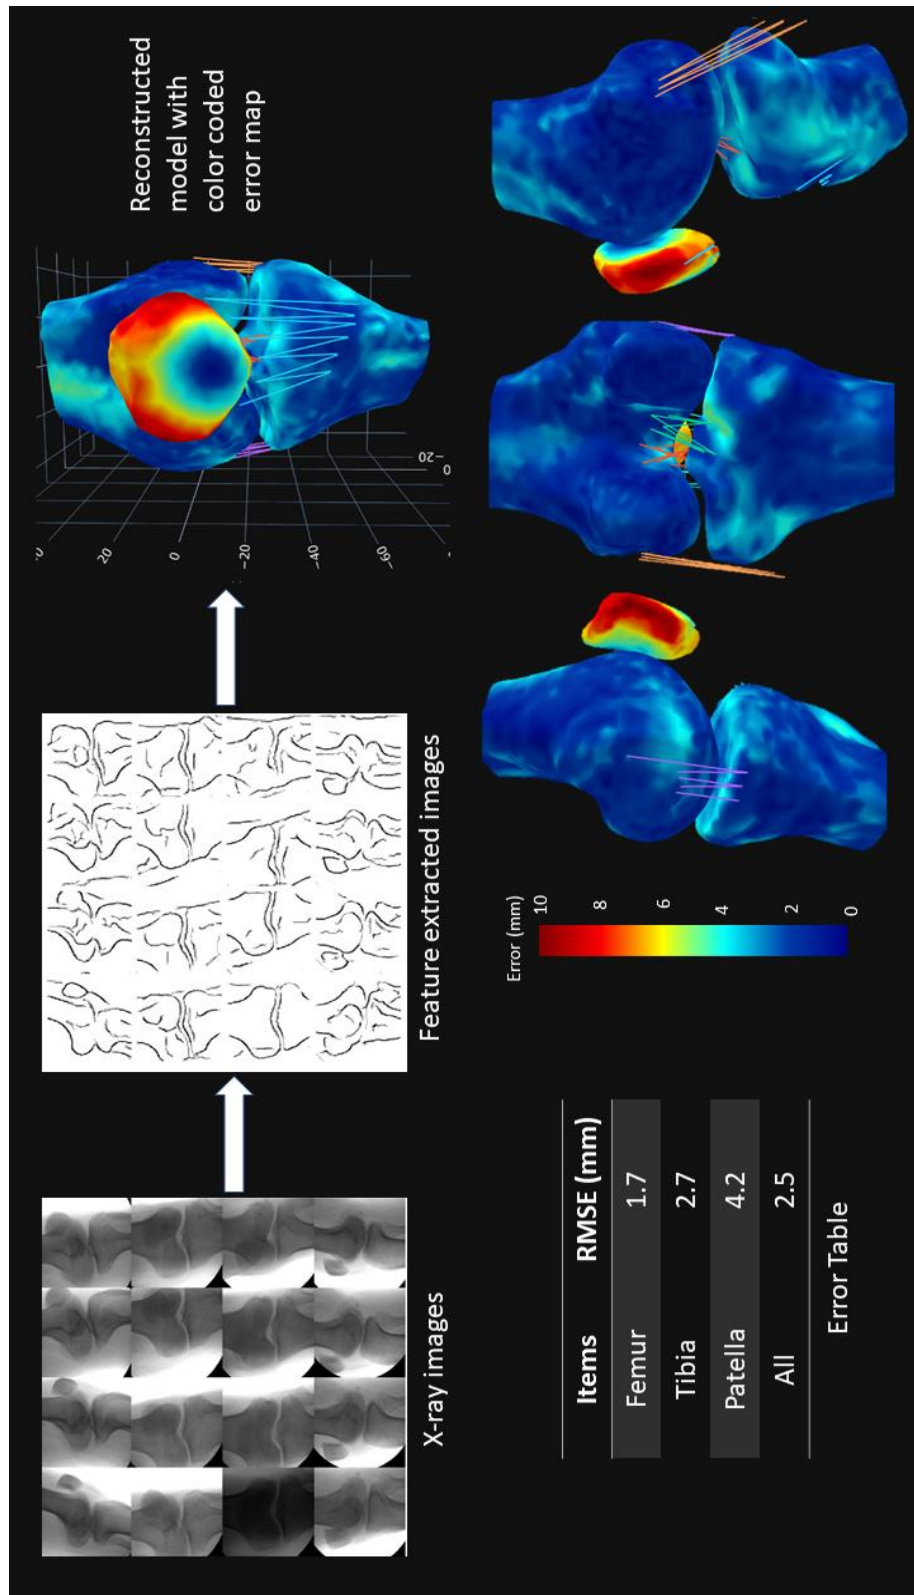 X-ray images
Feature extracted images
Reconstructed
model with
color coded
error map
20
0
−20
−40
−60
−20
0
Items RMSE (mm)
Femur 1.7
Tibia 2.7
Patella 4.2
All 2.5
Error Table
Error (mm)
10
8
6
4
2
0